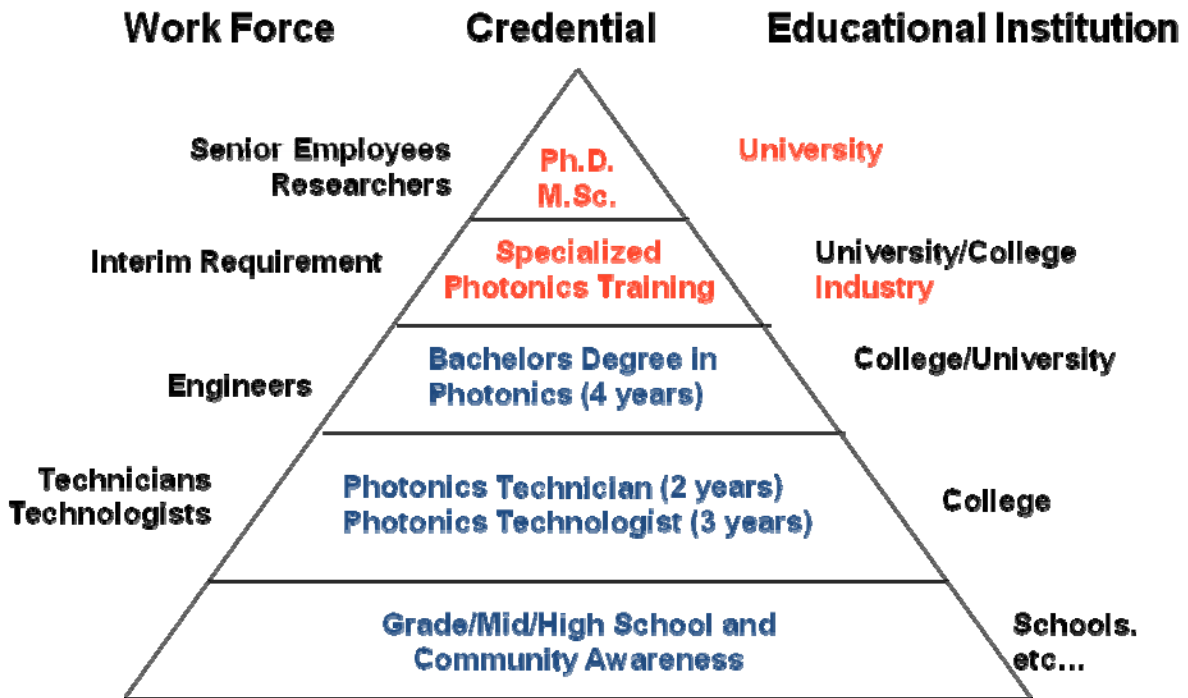 Work Force Credential Educational Institution
Senior Employees
Researchers
Ph.D.
M.Sc.
University
Interim Requirement
Specialized
Photonics Training
University/College
Industry
Engineers
Bachelors Degree in
Photonics (4 years)
College/University
Technicians
Technologists
Photonics Technician (2 years)
Photonics Technologist (3 years)
College
Grade/Mid/High School and
Community Awareness
Schools.
etc...